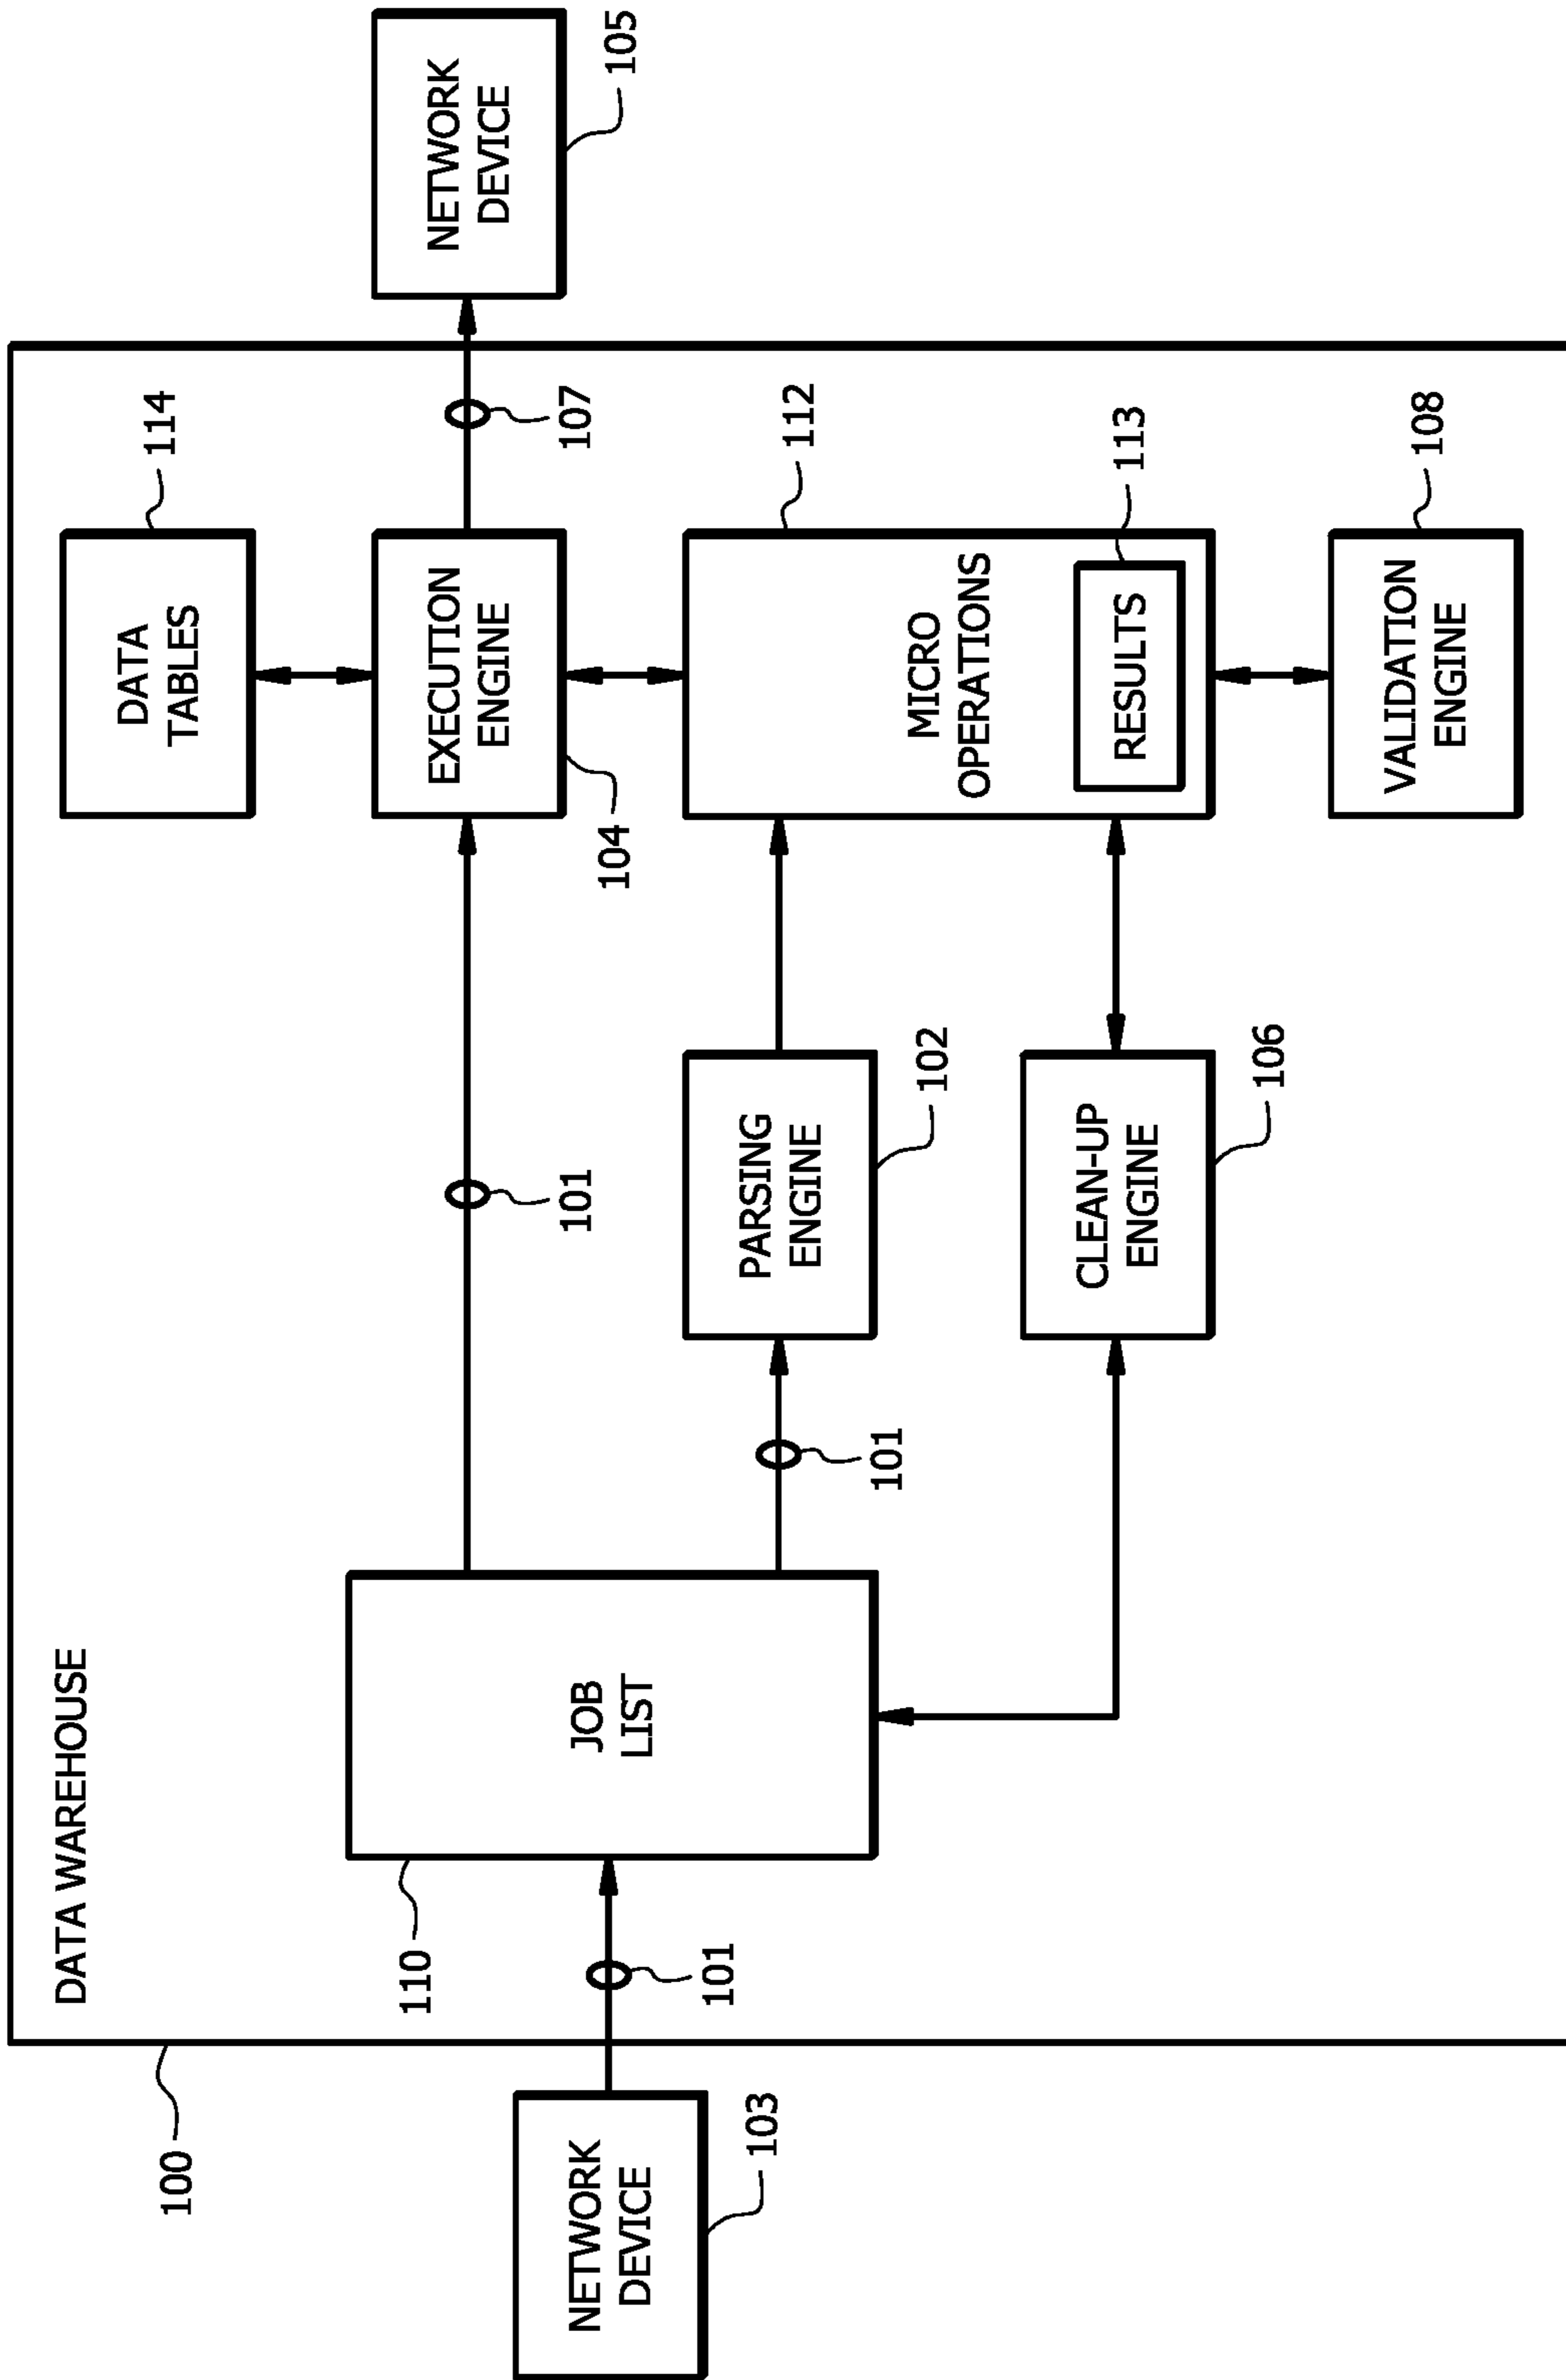 DATA WAREHOUSE
100
NETWORK
DEVICE
103
101
110
JOB
LIST
101
101
PARSING
ENGINE
102
CLEAN-UP
ENGINE
106
DATA
TABLES
114
EXECUTION
ENGINE
104
107
NETWORK
DEVICE
105
MICRO
OPERATIONS
112
RESULTS
113
VALIDATION
ENGINE
108